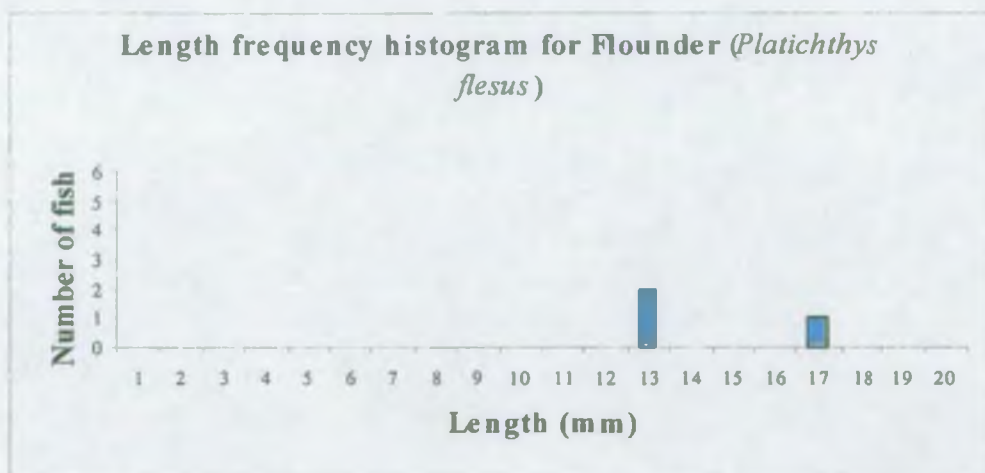 Length frequency histogram for Flounder (Platichthys
flesus)
Number of fish
6
5
4
3
2
1
0
1 2 3 4 5 6 7 8 9 10 11 12 13 14 15 16 17 18 19 20
Length (mm)